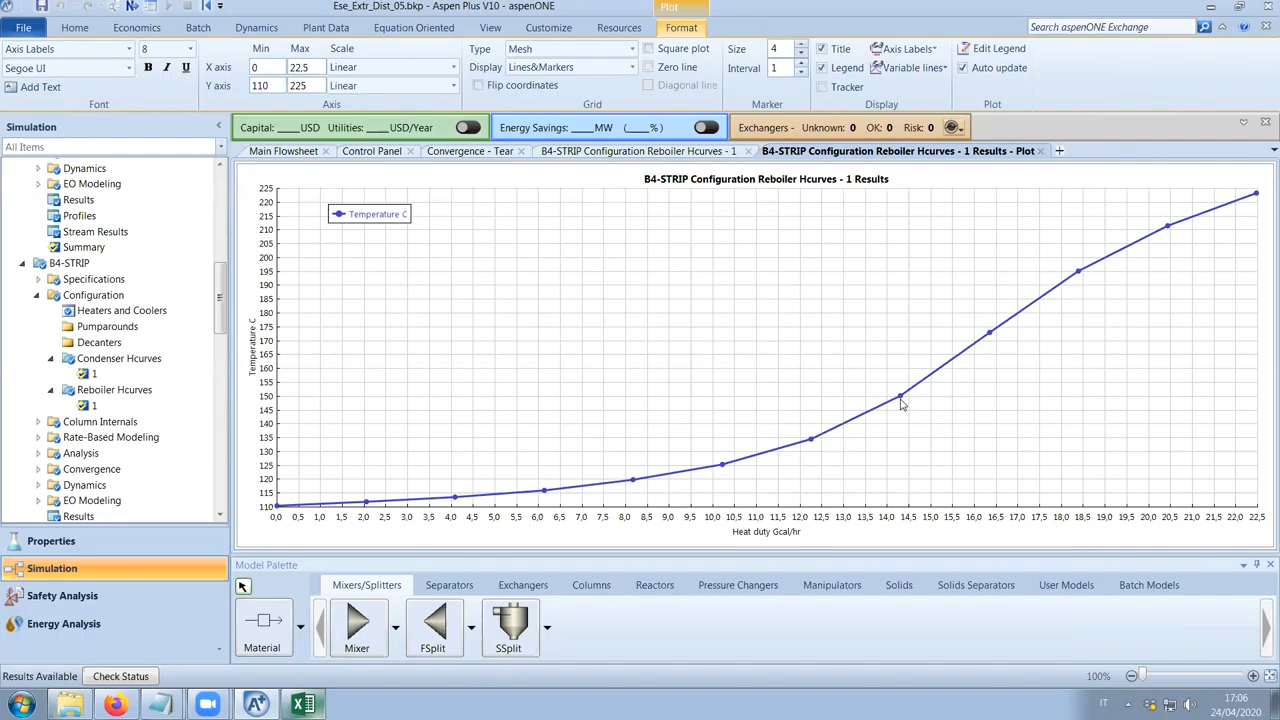 Ese_Extr_Dist_05.bkp - Aspen Plus V10 - aspenONE
Plot
File Home Economics Batch Dynamics Plant Data Equation Oriented View Customize Resources Format Search aspenONE Exchange
Axis Labels 8 Min Max Scale Type Mesh Square plot Size 4 Title Axis Labels Edit Legend
Segoe UI B I U X axis 0 22,5 Linear Display Lines&Markers Zero line Interval 1 Legend Variable lines Auto update
Add Text Y axis 110 225 Linear Flip coordinates Diagonal line Tracker
Font Axis Grid Marker Display Plot
Simulation
Capital: ____USD Utilities: ____USD/Year Energy Savings: ____MW (____%) Exchangers - Unknown: 0 OK: 0 Risk: 0
All Items
Main Flowsheet Control Panel Convergence - Tear B4-STRIP Configuration Reboiler Hcurves - 1 B4-STRIP Configuration Reboiler Hcurves - 1 Results - Plot
Dynamics
EO Modeling
Results
Profiles
Stream Results
Summary
B4-STRIP
Specifications
Configuration
Heaters and Coolers
Pumparounds
Decanters
Condenser Hcurves
1
Reboiler Hcurves
1
Column Internals
Rate-Based Modeling
Analysis
Convergence
Dynamics
EO Modeling
Results
Properties
Simulation
Safety Analysis
Energy Analysis
B4-STRIP Configuration Reboiler Hcurves - 1 Results
Temperature C
Temperature C
225
220
215
210
205
200
195
190
185
180
175
170
165
160
155
150
145
140
135
130
125
120
115
110
0,0 0,5 1,0 1,5 2,0 2,5 3,0 3,5 4,0 4,5 5,0 5,5 6,0 6,5 7,0 7,5 8,0 8,5 9,0 9,5 10,0 10,5 11,0 11,5 12,0 12,5 13,0 13,5 14,0 14,5 15,0 15,5 16,0 16,5 17,0 17,5 18,0 18,5 19,0 19,5 20,0 20,5 21,0 21,5 22,0 22,5
Heat duty Gcal/hr
Model Palette
Mixers/Splitters Separators Exchangers Columns Reactors Pressure Changers Manipulators Solids Solids Separators User Models Batch Models
Material Mixer FSplit SSplit
Results Available Check Status 100%
IT 17:06
24/04/2020